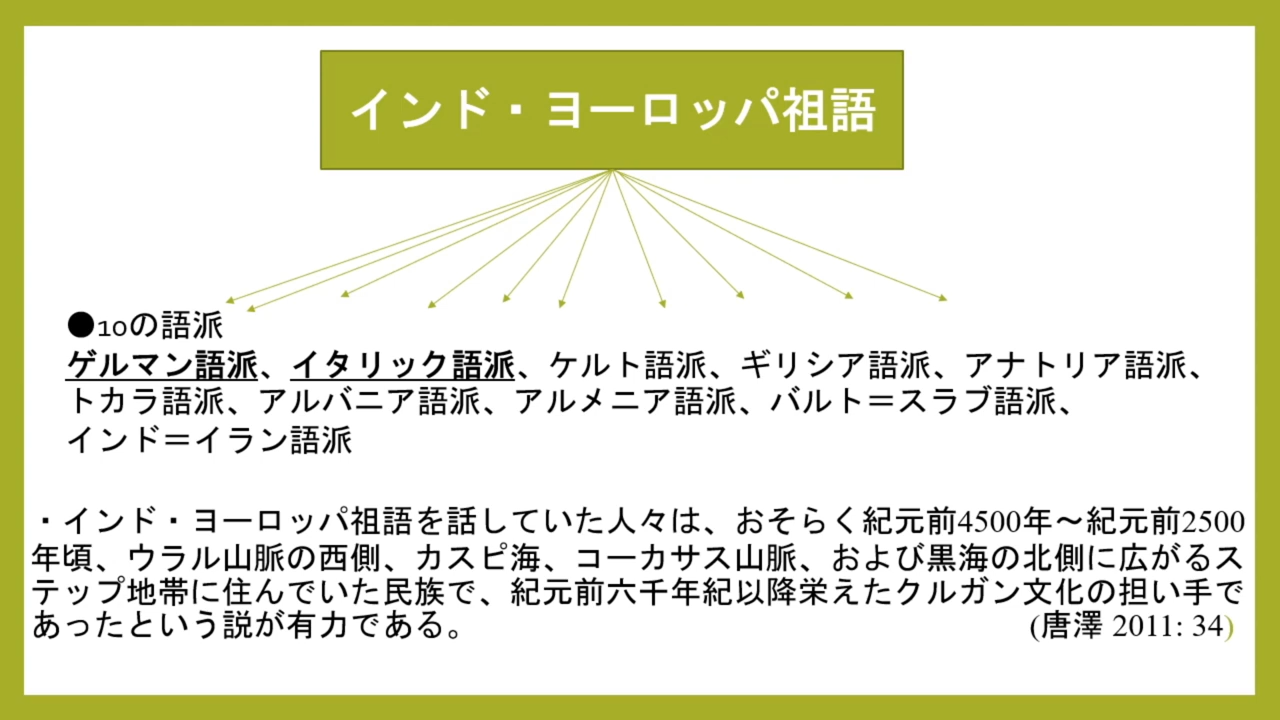 インド・ヨーロッパ祖語
●10の語派
ゲルマン語派、イタリック語派、ケルト語派、ギリシア語派、アナトリア語派、
トカラ語派、アルバニア語派、アルメニア語派、バルト＝スラブ語派、
インド＝イラン語派
・インド・ヨーロッパ祖語を話していた人々は、おそらく紀元前4500年～紀元前2500
年頃、ウラル山脈の西側、カスピ海、コーカサス山脈、および黒海の北側に広がるス
テップ地帯に住んでいた民族で、紀元前六千年紀以降栄えたクルガン文化の担い手で
あったという説が有力である。 (唐澤 2011: 34)